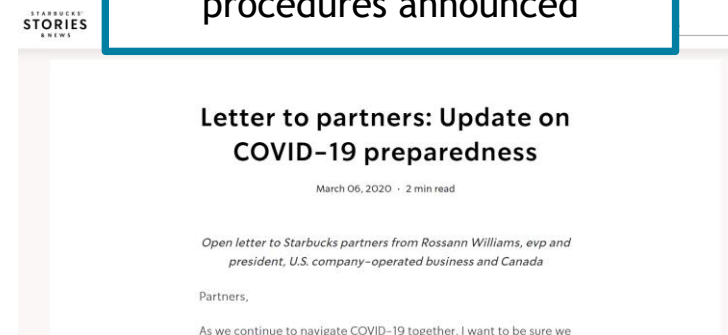 procedures announced
STARBUCKS®
STORIES
& NEWS
Letter to partners: Update on
COVID-19 preparedness
March 06, 2020 · 2 min read
Open letter to Starbucks partners from Rossann Williams, evp and
president, U.S. company-operated business and Canada
Partners,
As we continue to navigate COVID-19 together, I want to be sure we